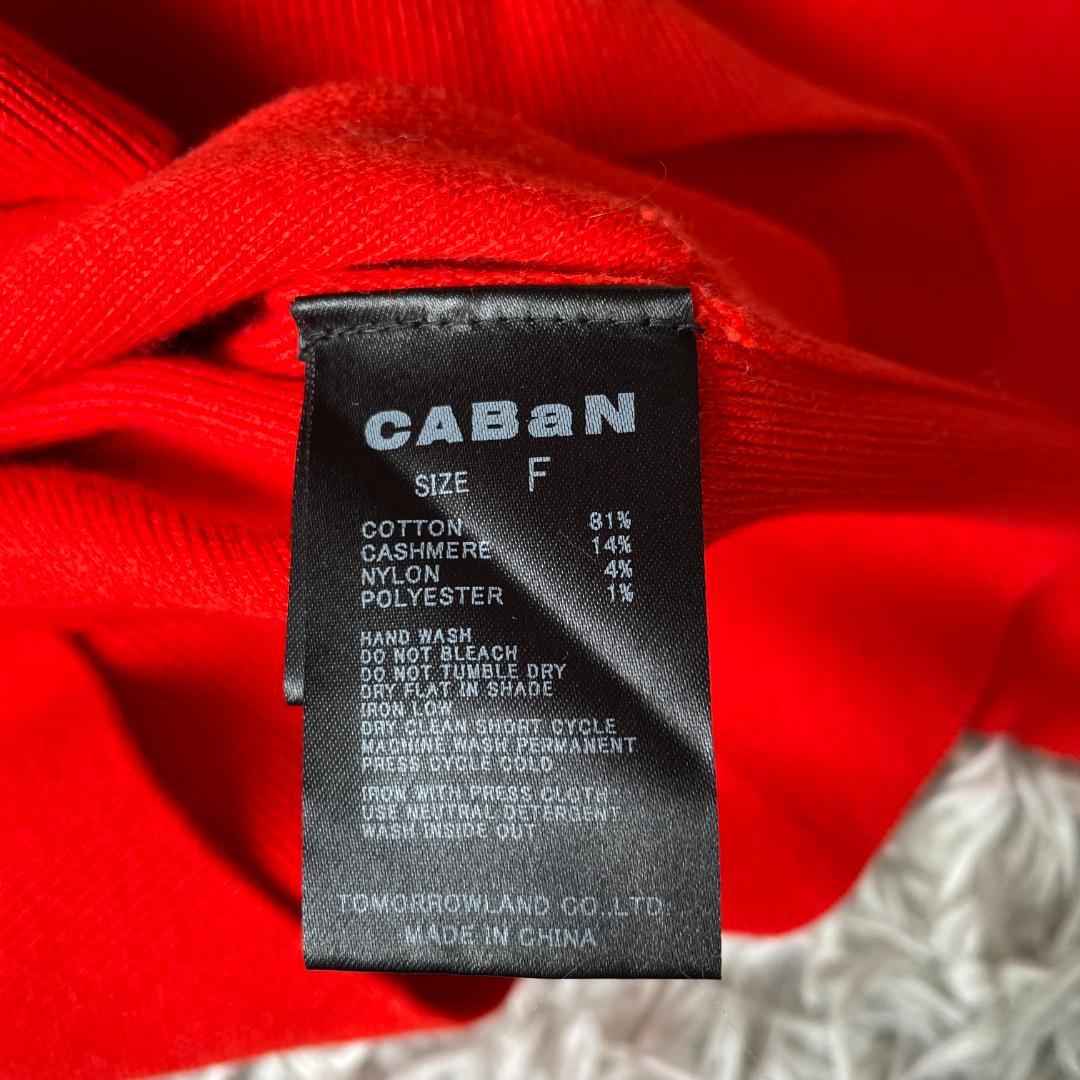 CABaN
SIZE F
COTTON 81%
CASHMERE 14%
NYLON 4%
POLYESTER 1%
HAND WASH
DO NOT BLEACH
DO NOT TUMBLE DRY
DRY FLAT IN SHADE
IRON LOW
DRY CLEAN SHORT CYCLE
MACHINE WASH PERMANENT
PRESS CYCLE COLD
IRON WITH PRESS CLOTH
USE NEUTRAL DETERGENT
WASH INSIDE OUT
TOMORROWLAND CO.,LTD.
MADE IN CHINA